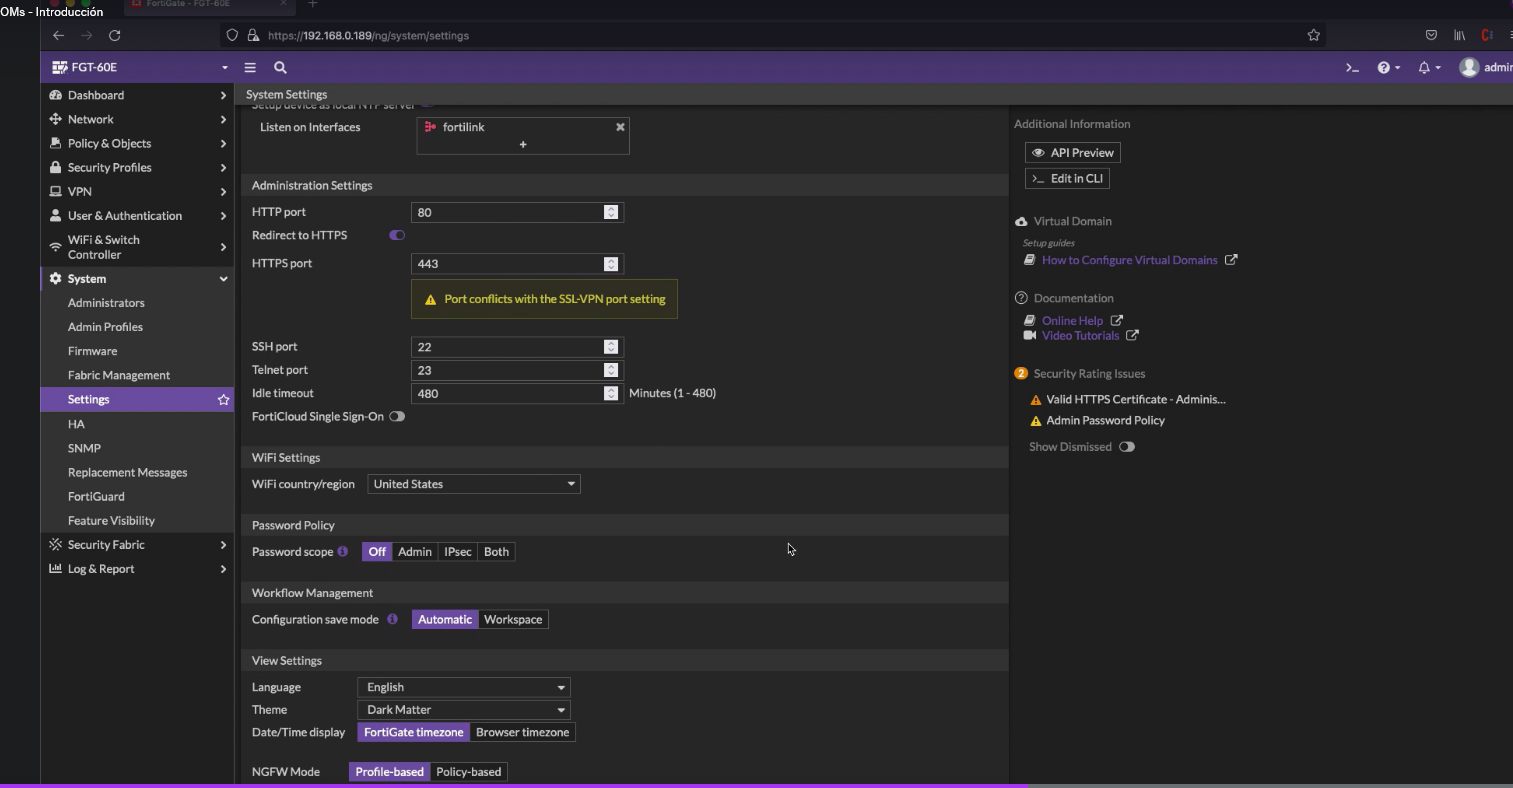 OMs - Introducción
FortiGate - FGT-60E
https://192.168.0.189/ng/system/settings
FGT-60E
admin
Dashboard
Network
Policy & Objects
Security Profiles
VPN
User & Authentication
WiFi & Switch
Controller
System
Administrators
Admin Profiles
Firmware
Fabric Management
Settings
HA
SNMP
Replacement Messages
FortiGuard
Feature Visibility
Security Fabric
Log & Report
System Settings
Setup device as local NTP server
Listen on Interfaces
fortilink
+
Administration Settings
HTTP port 80
Redirect to HTTPS
HTTPS port 443
Port conflicts with the SSL-VPN port setting
SSH port 22
Telnet port 23
Idle timeout 480 Minutes (1 - 480)
FortiCloud Single Sign-On
WiFi Settings
WiFi country/region United States
Password Policy
Password scope Off Admin IPsec Both
Workflow Management
Configuration save mode Automatic Workspace
View Settings
Language English
Theme Dark Matter
Date/Time display FortiGate timezone Browser timezone
NGFW Mode Profile-based Policy-based
Additional Information
API Preview
>_ Edit in CLI
Virtual Domain
Setup guides
How to Configure Virtual Domains
Documentation
Online Help
Video Tutorials
2 Security Rating Issues
Valid HTTPS Certificate - Adminis...
Admin Password Policy
Show Dismissed